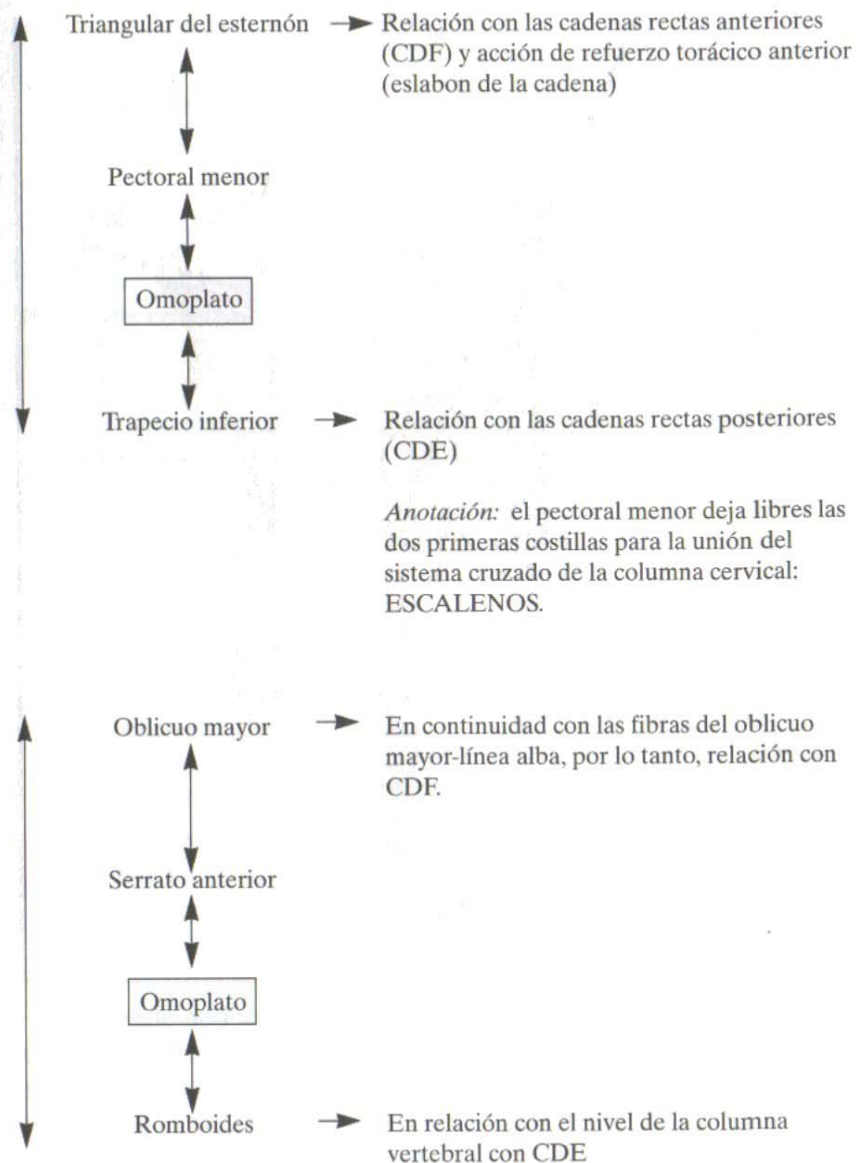 Triangular del esternón
Relación con las cadenas rectas anteriores
(CDF) y acción de refuerzo torácico anterior
(eslabon de la cadena)
Pectoral menor
Omoplato
Trapecio inferior
Relación con las cadenas rectas posteriores
(CDE)
Anotación: el pectoral menor deja libres las
dos primeras costillas para la unión del
sistema cruzado de la columna cervical:
ESCALENOS.
Oblicuo mayor
En continuidad con las fibras del oblicuo
mayor-línea alba, por lo tanto, relación con
CDF.
Serrato anterior
Omoplato
Romboides
En relación con el nivel de la columna
vertebral con CDE